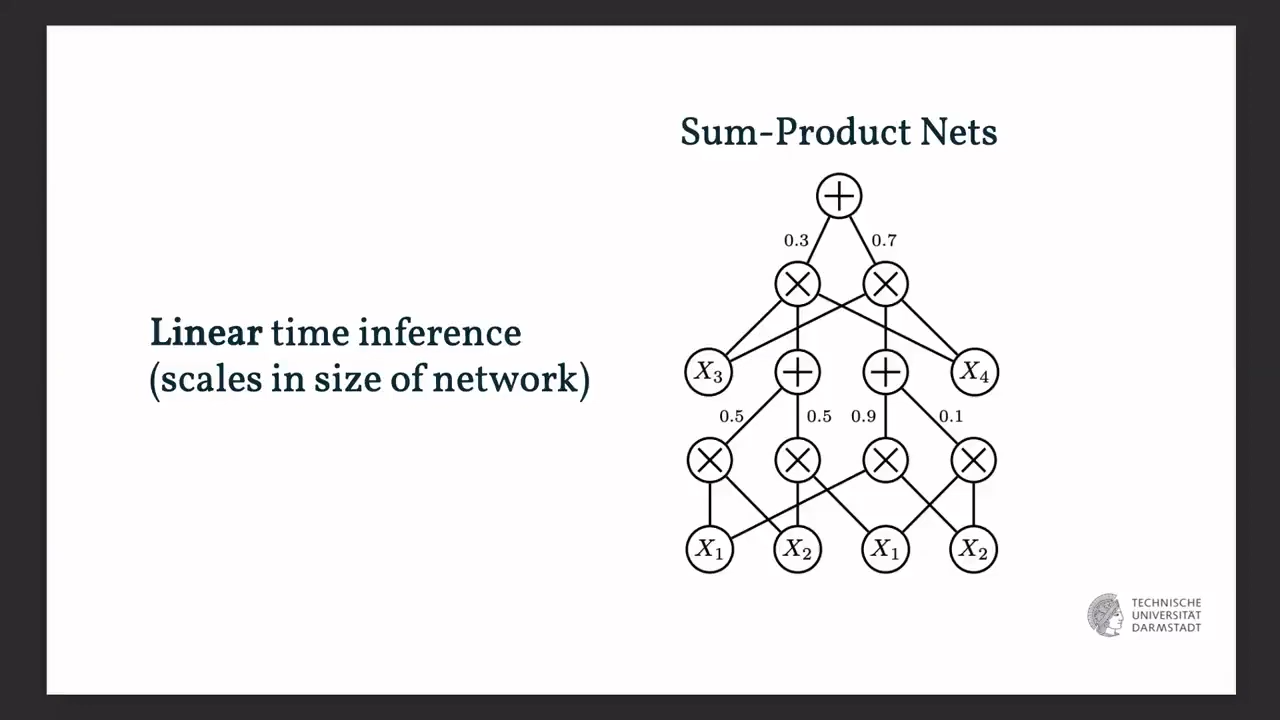 Sum-Product Nets
Linear time inference
(scales in size of network)
0.3 0.7
X₃ X₄
0.5 0.5 0.9 0.1
X₁ X₂ X₁ X₂
TECHNISCHE
UNIVERSITÄT
DARMSTADT